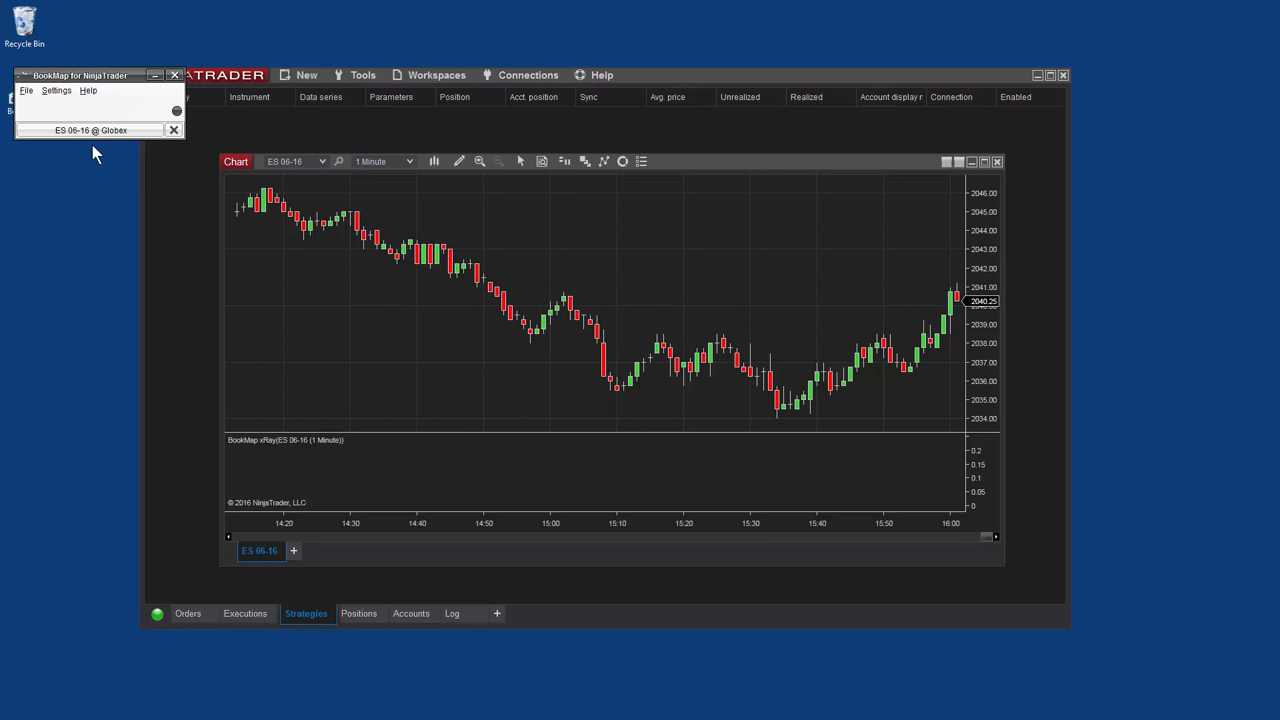 Recycle Bin
BookMap for NinjaTrader
File Settings Help
ES 06-16 @ Globex
ATRADER
New Tools Workspaces Connections Help
Instrument Data series Parameters Position Acct. position Sync Avg. price Unrealized Realized Account display n Connection Enabled
Chart ES 06-16 1 Minute
2046.00
2045.00
2044.00
2043.00
2042.00
2041.00
2040.25
2039.00
2038.00
2037.00
2036.00
2035.00
2034.00
BookMap xRay(ES 06-16 (1 Minute))
0.2
0.15
0.1
0.05
0
© 2016 NinjaTrader, LLC
14:20 14:30 14:40 14:50 15:00 15:10 15:20 15:30 15:40 15:50 16:00
ES 06-16 +
Orders Executions Strategies Positions Accounts Log +